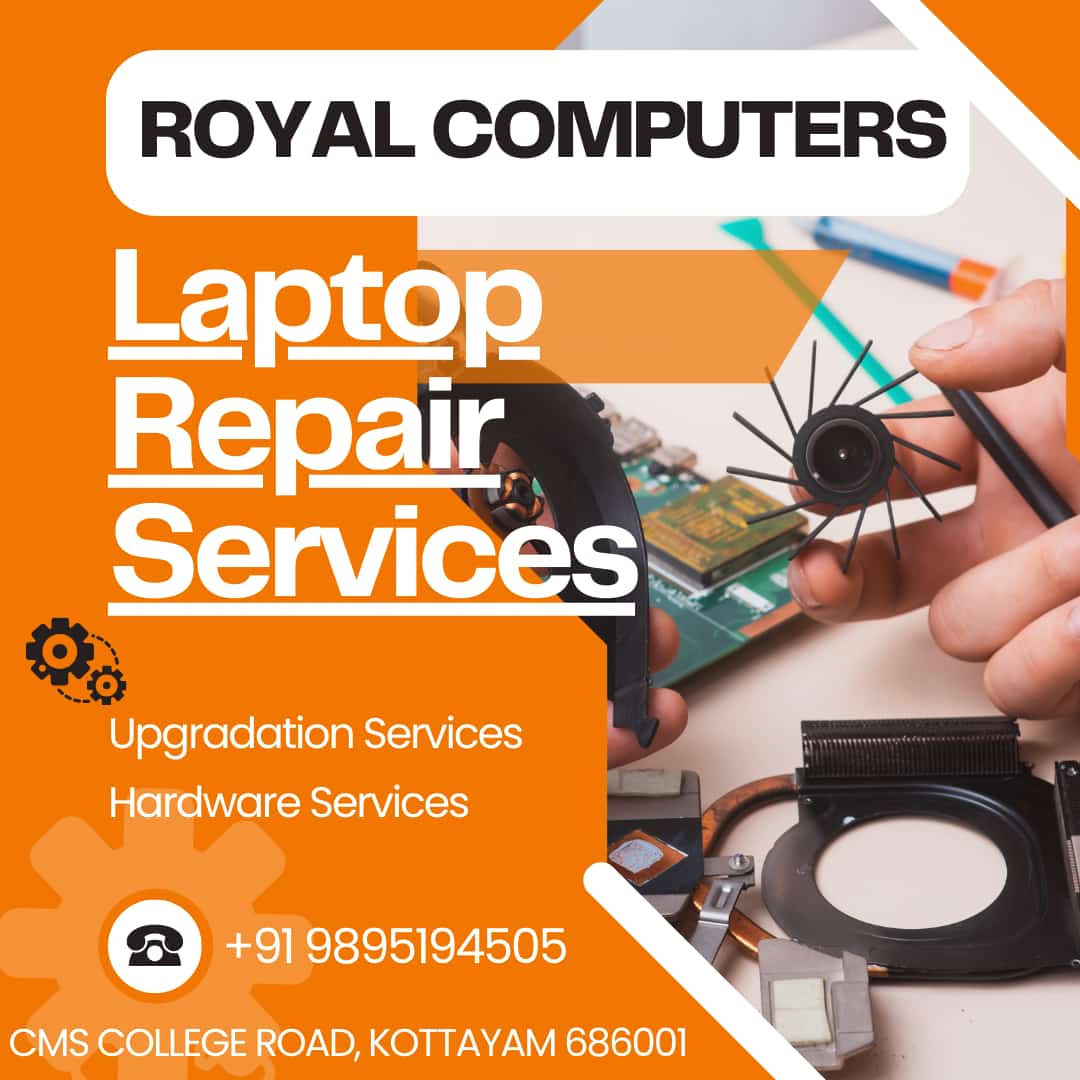 ROYAL COMPUTERS
Laptop
Repair
Services
Upgradation Services
Hardware Services
+91 9895194505
CMS COLLEGE ROAD, KOTTAYAM 686001